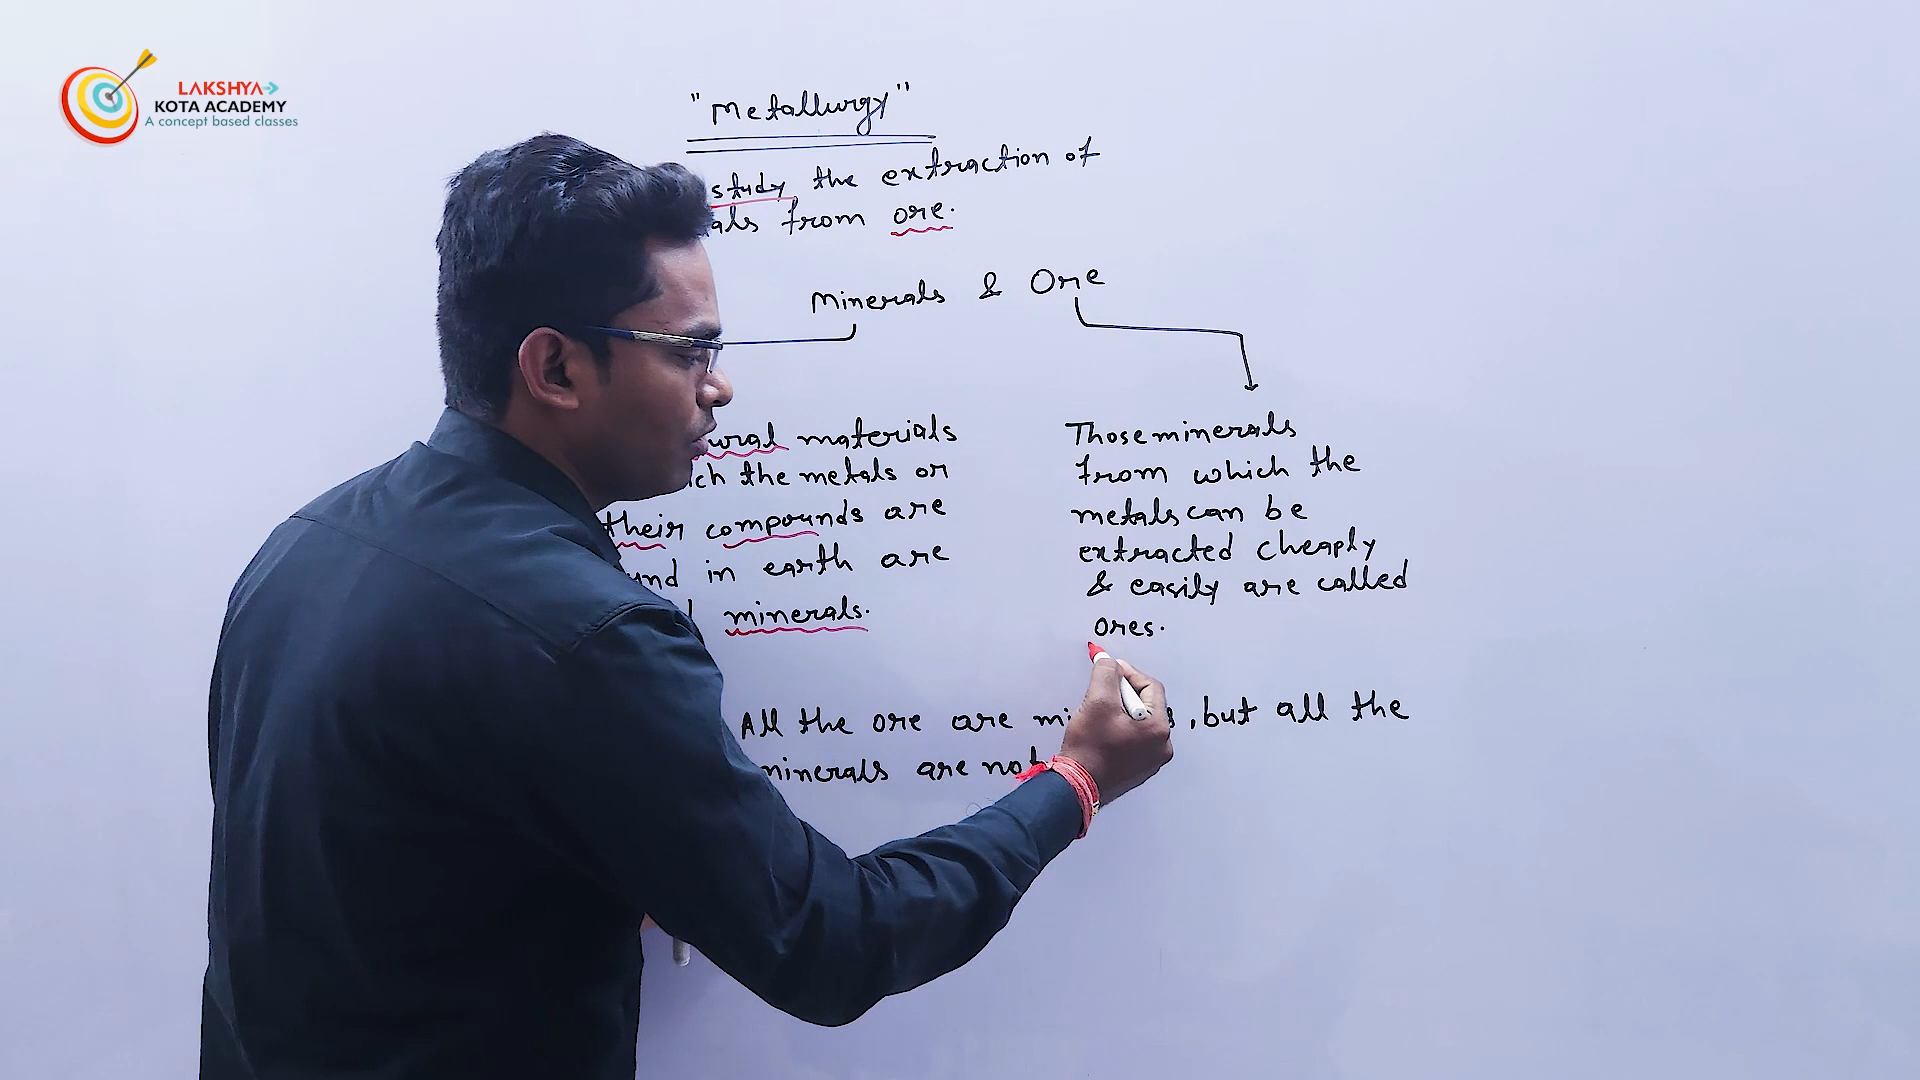 LAKSHYA
KOTA ACADEMY
A concept based classes
"Metallurgy"
study the extraction of
from ore.
Minerals & Ore
materials
the metals or
their compounds are
in earth are
minerals.
Those minerals
from which the
metals can be
extracted cheaply
& easily are called
ores.
All the ore are , but all the
minerals are not